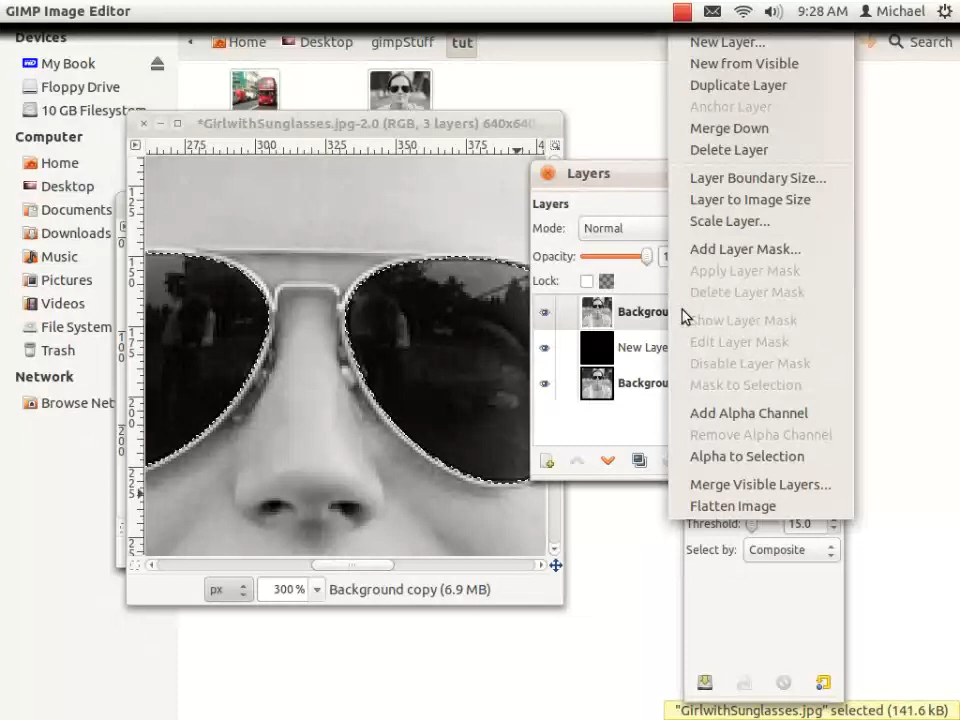 GIMP Image Editor
9:28 AM
Michael
Devices
My Book
Floppy Drive
10 GB Filesystem
Computer
Home
Desktop
Documents
Downloads
Music
Pictures
Videos
File System
Trash
Network
Browse Net
Home
Desktop
gimpStuff
tut
Search
*GirlwithSunglasses.jpg-2.0 (RGB, 3 layers) 640x640
275
300
325
350
375
px
300 %
Background copy (6.9 MB)
Layers
Layers
Mode:
Normal
Opacity:
Lock:
Backgrou
New Laye
Backgrou
New Layer...
New from Visible
Duplicate Layer
Anchor Layer
Merge Down
Delete Layer
Layer Boundary Size...
Layer to Image Size
Scale Layer...
Add Layer Mask...
Apply Layer Mask
Delete Layer Mask
Show Layer Mask
Edit Layer Mask
Disable Layer Mask
Mask to Selection
Add Alpha Channel
Remove Alpha Channel
Alpha to Selection
Merge Visible Layers...
Flatten Image
Threshold:
15.0
Select by:
Composite
"GirlwithSunglasses.jpg" selected (141.6 kB)